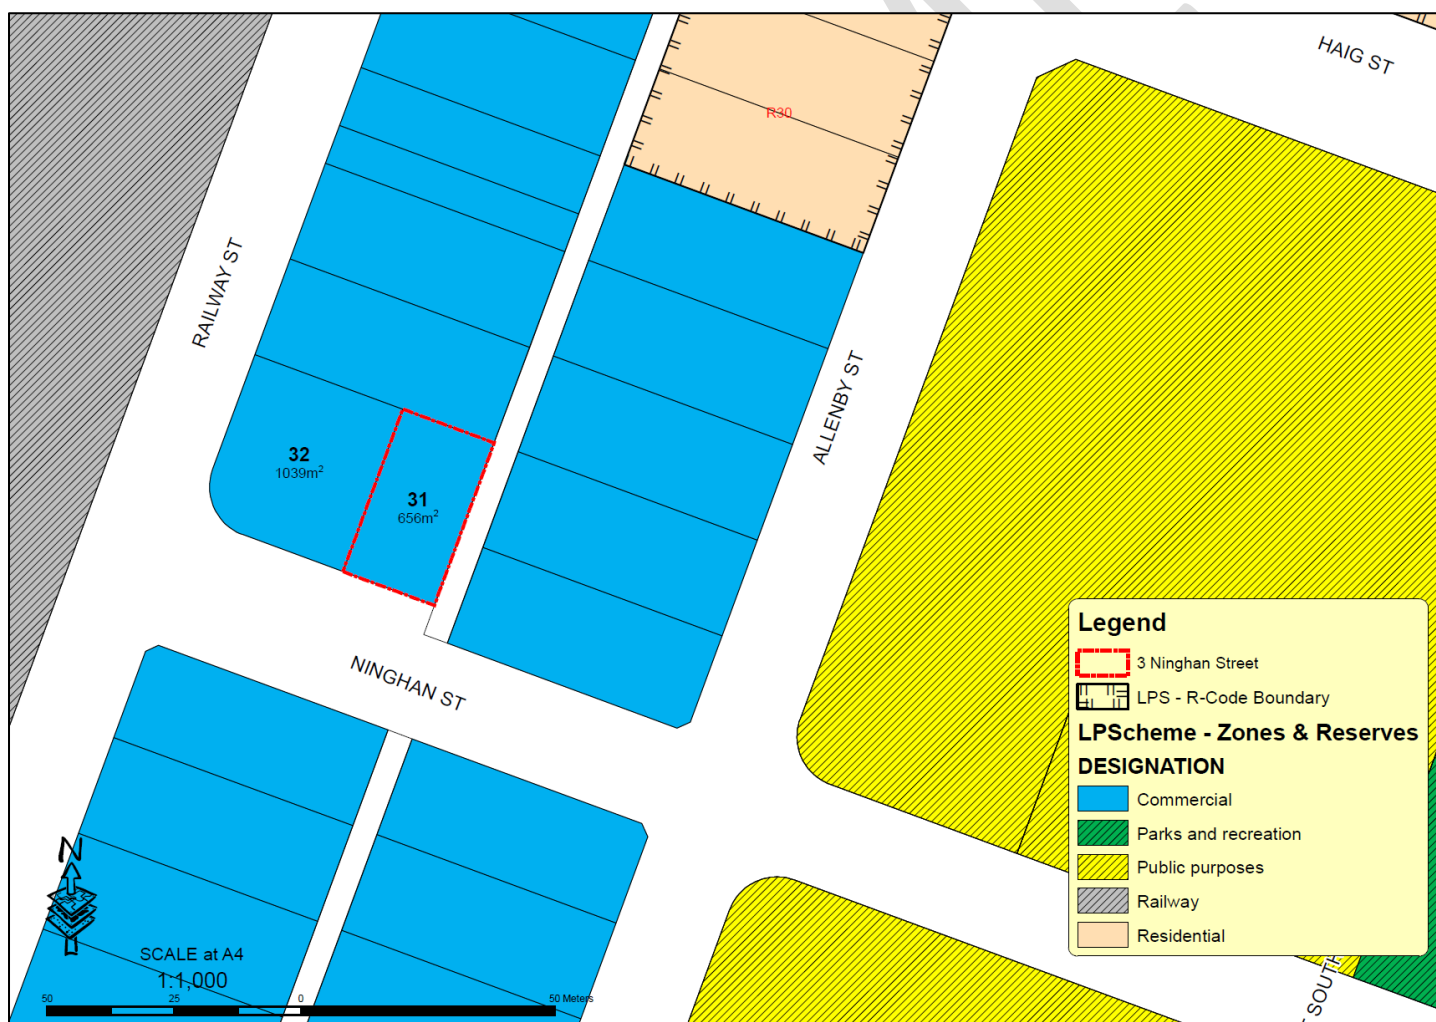 HAIG ST
R30
RAILWAY ST
ALLENBY ST
32
1039m²
31
656m²
NINGHAN ST
Legend
3 Ninghan Street
LPS - R-Code Boundary
LPScheme - Zones & Reserves
DESIGNATION
Commercial
Parks and recreation
Public purposes
Railway
Residential
N
SCALE at A4
1:1,000
50 25 0 50 Meters
SOUTH